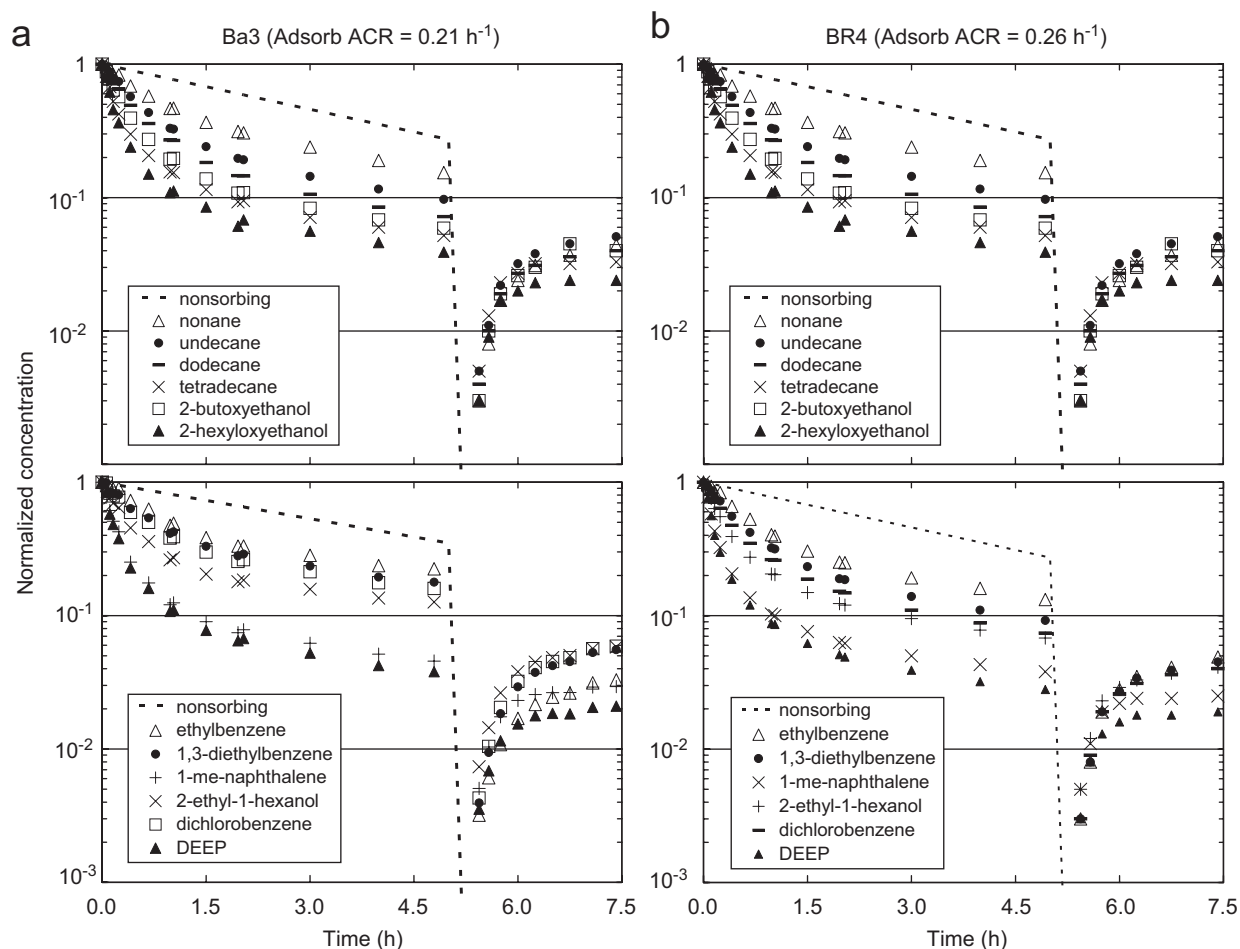 a
Ba3 (Adsorb ACR = 0.21 h-1)
1
10-1
10-2
nonsorbing
nonane
undecane
dodecane
tetradecane
2-butoxyethanol
2-hexyloxyethanol
Normalized concentration
1
10-1
10-2
10-3
nonsorbing
ethylbenzene
1,3-diethylbenzene
1-me-naphthalene
2-ethyl-1-hexanol
dichlorobenzene
DEEP
0.0 1.5 3.0 4.5 6.0 7.5
Time (h)
b
BR4 (Adsorb ACR = 0.26 h-1)
1
10-1
10-2
nonsorbing
nonane
undecane
dodecane
tetradecane
2-butoxyethanol
2-hexyloxyethanol
1
10-1
10-2
10-3
nonsorbing
ethylbenzene
1,3-diethylbenzene
1-me-naphthalene
2-ethyl-1-hexanol
dichlorobenzene
DEEP
0.0 1.5 3.0 4.5 6.0 7.5
Time (h)